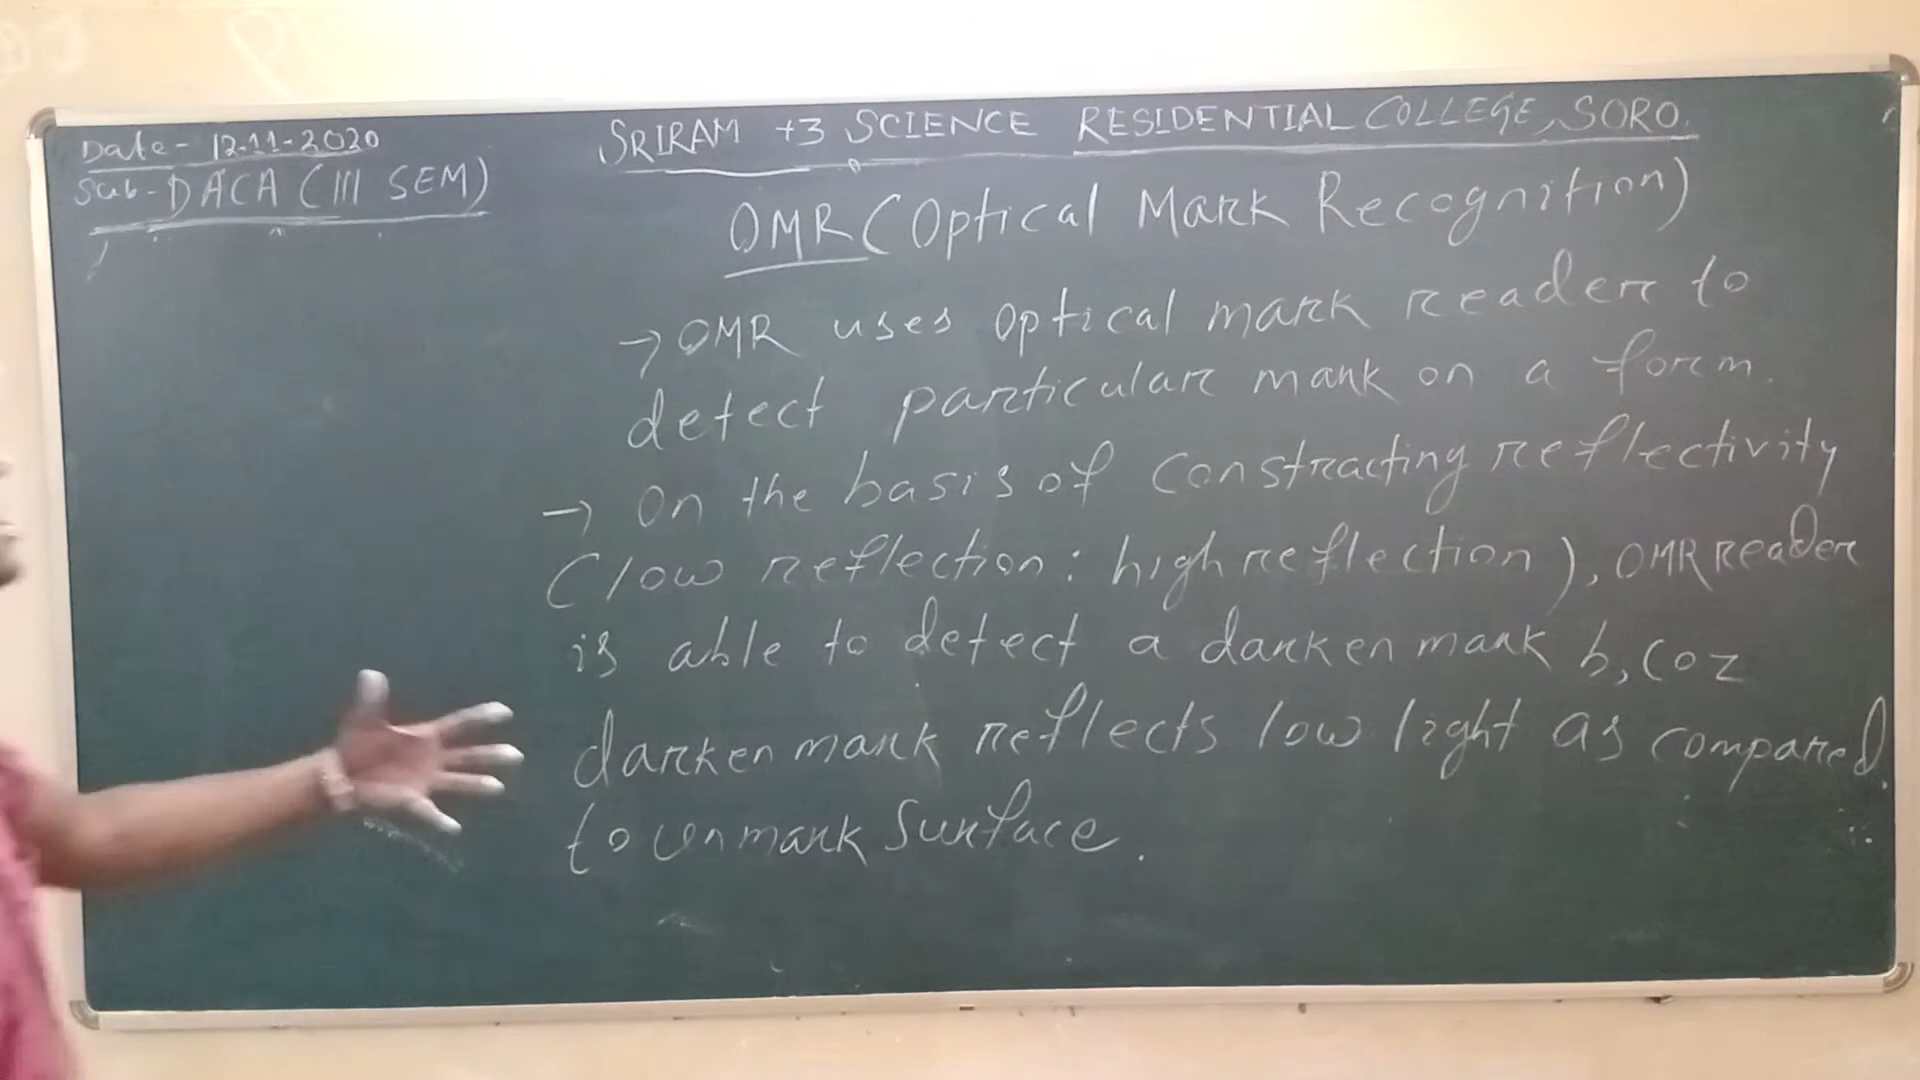 Date- 12-11-2020
Sub- DACA (III SEM)
SRIRAM +3 SCIENCE RESIDENTIAL COLLEGE, SORO.
OMR (Optical Mark Recognition)
→ OMR uses optical mark reader to
detect particular mark on a form.
→ On the basis of Constracting reflectivity
(low reflection : high reflection), OMR reader
is able to detect a darken mark b,coz
darken mark reflects low light as compared
to unmark surface.